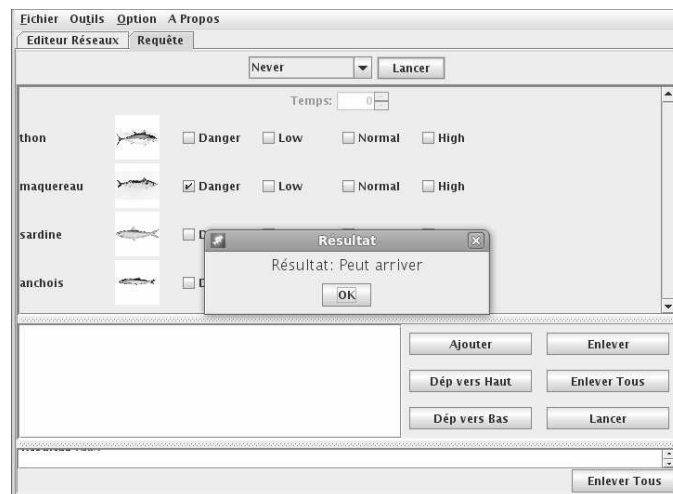 Fichier Outils Option A Propos
Editeur Réseaux Requête
Never Lancer
Temps: 0
thon Danger Low Normal High
maquereau Danger Low Normal High
sardine D
Résultat
Résultat: Peut arriver
anchois D
OK
Ajouter Enlever
Dép vers Haut Enlever Tous
Dép vers Bas Lancer
Enlever Tous